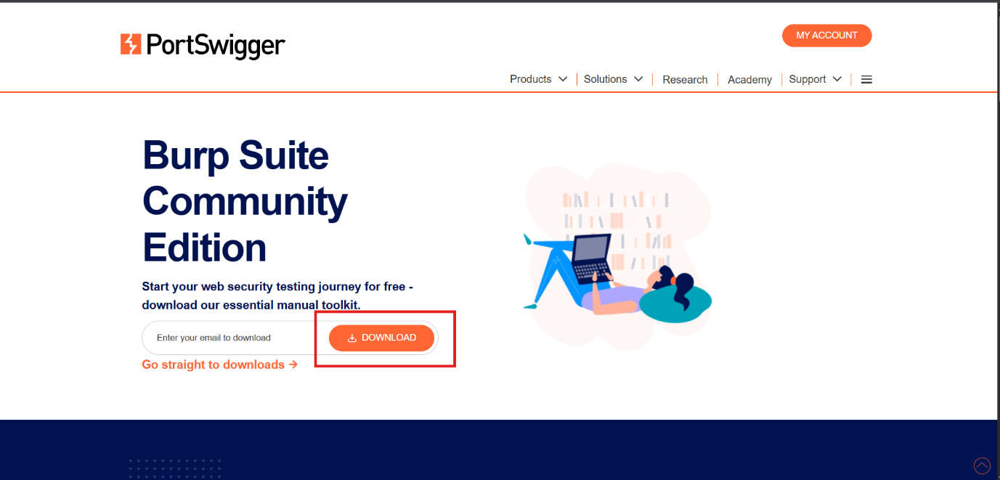 PortSwigger
MY ACCOUNT
Products
Solutions
Research
Academy
Support
Burp Suite
Community
Edition
Start your web security testing journey for free -
download our essential manual toolkit.
Enter your email to download
DOWNLOAD
Go straight to downloads →